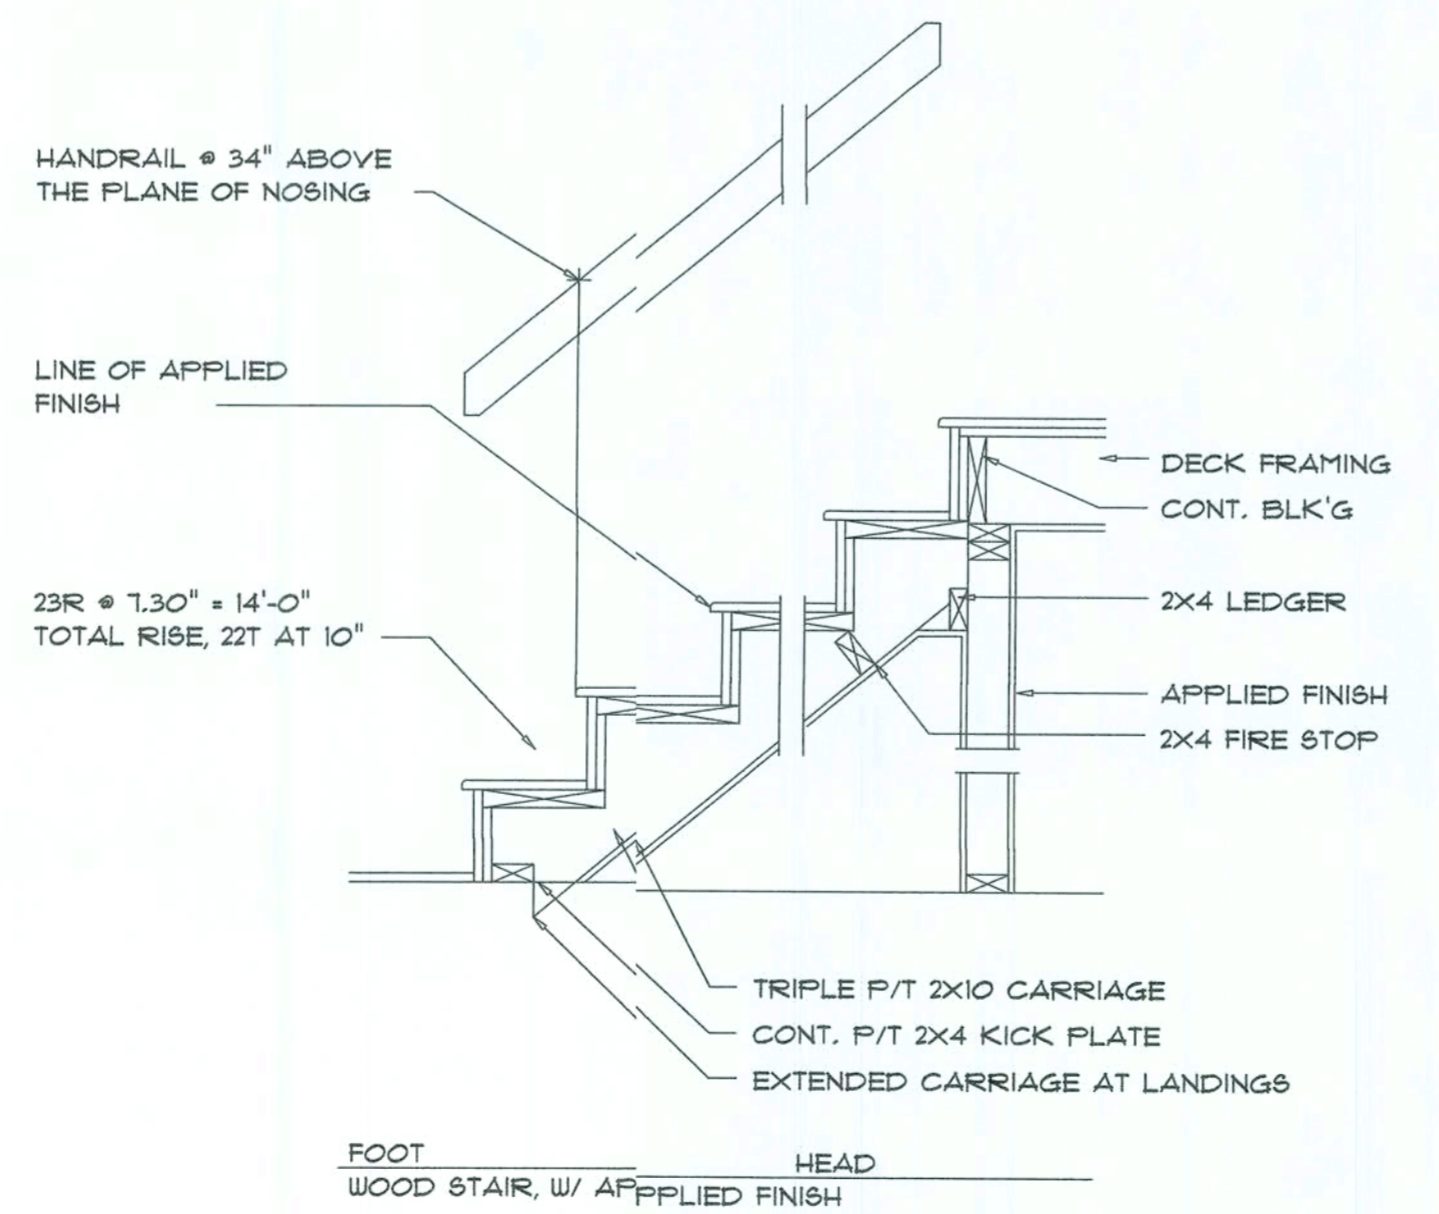 HANDRAIL @ 34" ABOVE
THE PLANE OF NOSING
LINE OF APPLIED
FINISH
23R @ 7.30" = 14'-0"
TOTAL RISE, 22T AT 10"
DECK FRAMING
CONT. BLK'G
2X4 LEDGER
APPLIED FINISH
2X4 FIRE STOP
TRIPLE P/T 2X10 CARRIAGE
CONT. P/T 2X4 KICK PLATE
EXTENDED CARRIAGE AT LANDINGS
FOOT
HEAD
WOOD STAIR, W/ APPPLIED FINISH